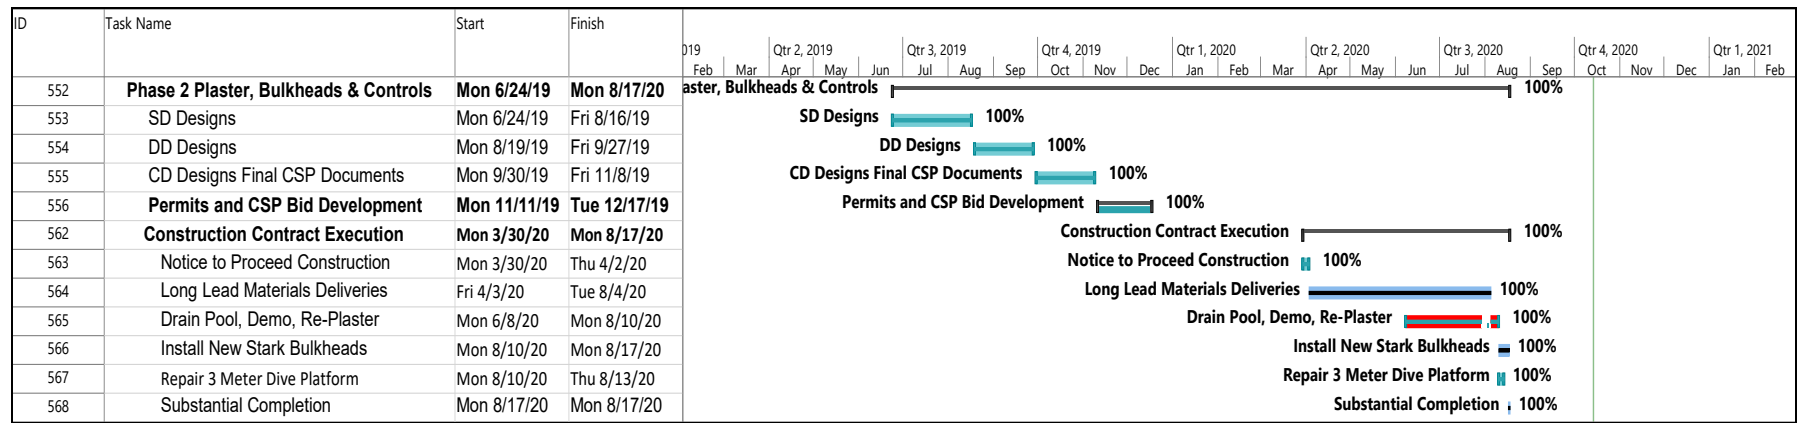 ID Task Name Start Finish
019 Qtr 2, 2019 Qtr 3, 2019 Qtr 4, 2019 Qtr 1, 2020 Qtr 2, 2020 Qtr 3, 2020 Qtr 4, 2020 Qtr 1, 2021
Feb Mar Apr May Jun Jul Aug Sep Oct Nov Dec Jan Feb Mar Apr May Jun Jul Aug Sep Oct Nov Dec Jan Feb
552 Phase 2 Plaster, Bulkheads & Controls Mon 6/24/19 Mon 8/17/20 aster, Bulkheads & Controls 100%
553 SD Designs Mon 6/24/19 Fri 8/16/19 SD Designs 100%
554 DD Designs Mon 8/19/19 Fri 9/27/19 DD Designs 100%
555 CD Designs Final CSP Documents Mon 9/30/19 Fri 11/8/19 CD Designs Final CSP Documents 100%
556 Permits and CSP Bid Development Mon 11/11/19 Tue 12/17/19 Permits and CSP Bid Development 100%
562 Construction Contract Execution Mon 3/30/20 Mon 8/17/20 Construction Contract Execution 100%
563 Notice to Proceed Construction Mon 3/30/20 Thu 4/2/20 Notice to Proceed Construction 100%
564 Long Lead Materials Deliveries Fri 4/3/20 Tue 8/4/20 Long Lead Materials Deliveries 100%
565 Drain Pool, Demo, Re-Plaster Mon 6/8/20 Mon 8/10/20 Drain Pool, Demo, Re-Plaster 100%
566 Install New Stark Bulkheads Mon 8/10/20 Mon 8/17/20 Install New Stark Bulkheads 100%
567 Repair 3 Meter Dive Platform Mon 8/10/20 Thu 8/13/20 Repair 3 Meter Dive Platform 100%
568 Substantial Completion Mon 8/17/20 Mon 8/17/20 Substantial Completion 100%